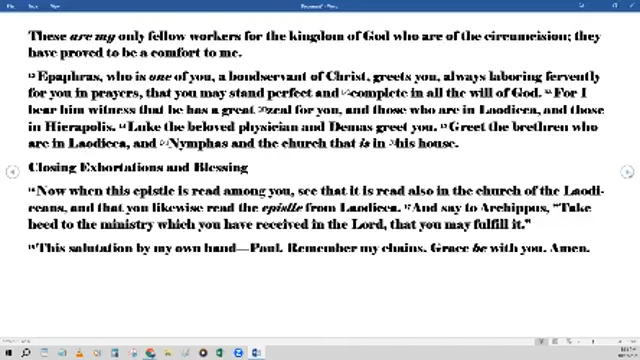 These are my only fellow workers for the kingdom of God who are of the circumcision; they
have proved to be a comfort to me.
12 Epaphras, who is one of you, a bondservant of Christ, greets you, always laboring fervently
for you in prayers, that you may stand perfect and complete in all the will of God. 13 For I
bear him witness that he has a great zeal for you, and those who are in Laodicea, and those
in Hierapolis. 14 Luke the beloved physician and Demas greet you. 15 Greet the brethren who
are in Laodicea, and Nymphas and the church that is in his house.
Closing Exhortations and Blessing
16 Now when this epistle is read among you, see that it is read also in the church of the Laodi-
ceans, and that you likewise read the epistle from Laodicea. 17 And say to Archippus, “Take
heed to the ministry which you have received in the Lord, that you may fulfill it.”
18 This salutation by my own hand—Paul. Remember my chains. Grace be with you. Amen.